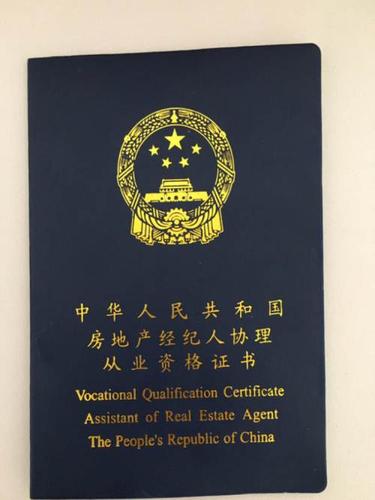 中华人民共和国
房地产经纪人协理
从业资格证书
Vocational Qualification Certificate
Assistant of Real Estate Agent
The People's Republic of China